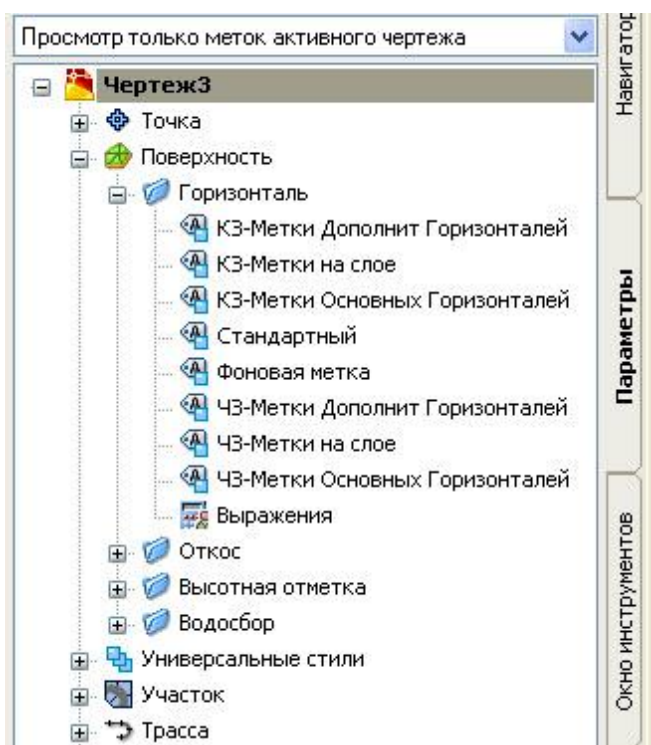 Просмотр только меток активного чертежа
Чертеж3
Точка
Поверхность
Горизонталь
КЗ-Метки Дополнит Горизонталей
КЗ-Метки на слое
КЗ-Метки Основных Горизонталей
Стандартный
Фоновая метка
ЧЗ-Метки Дополнит Горизонталей
ЧЗ-Метки на слое
ЧЗ-Метки Основных Горизонталей
Выражения
Откос
Высотная отметка
Водосбор
Универсальные стили
Участок
Трасса
Навигатор
Параметры
Окно инструментов